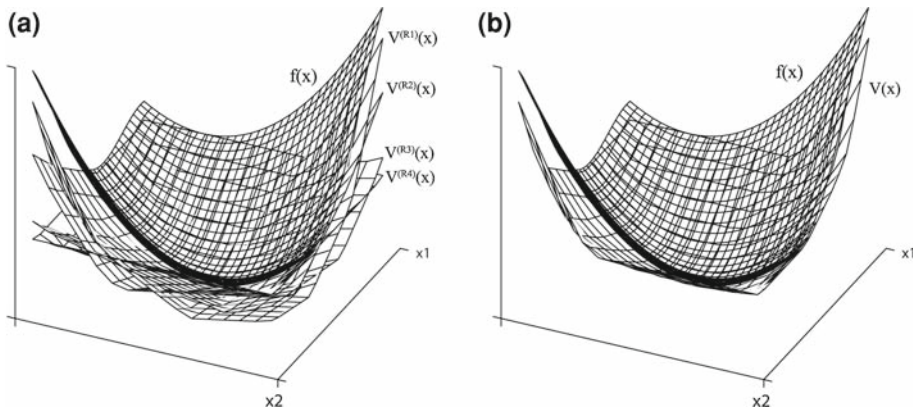 (a)
f(x)
V(R1)(x)
V(R2)(x)
V(R3)(x)
V(R4)(x)
x1
x2
(b)
f(x)
V(x)
x1
x2